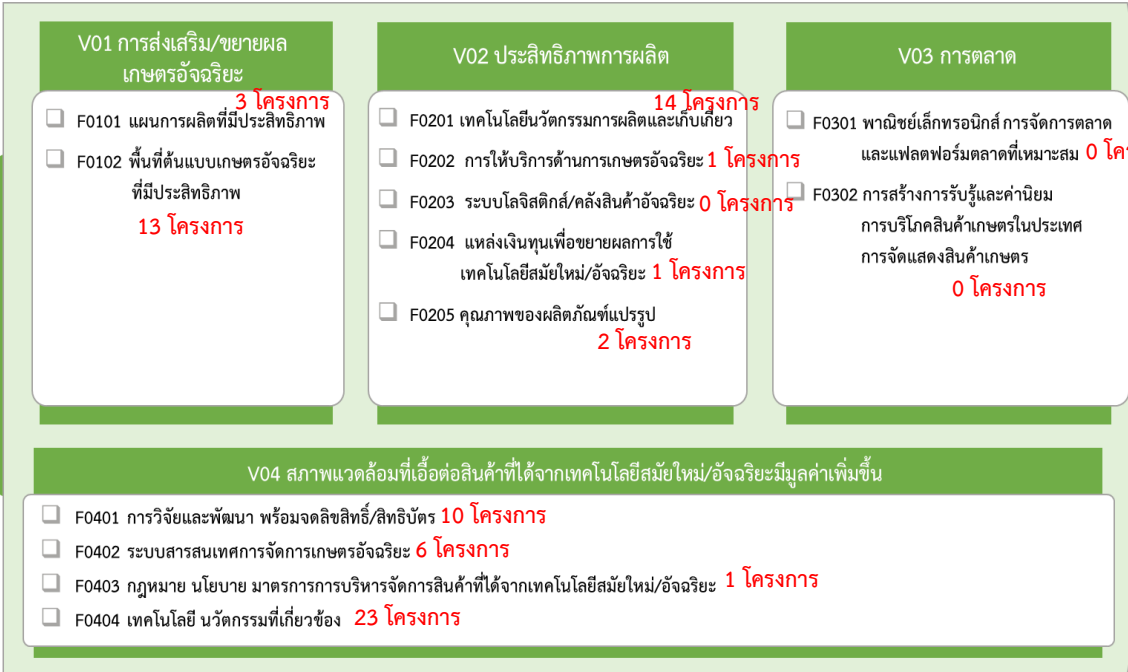 V01 การส่งเสริม/ขยายผล
เกษตรอัจฉริยะ
3 โครงการ
F0101 แผนการผลิตที่มีประสิทธิภาพ
F0102 พื้นที่ต้นแบบเกษตรอัจฉริยะ
ที่มีประสิทธิภาพ
13 โครงการ
V02 ประสิทธิภาพการผลิต
14 โครงการ
F0201 เทคโนโลยีนวัตกรรมการผลิตและเก็บเกี่ยว
F0202 การให้บริการด้านการเกษตรอัจฉริยะ 1 โครงการ
F0203 ระบบโลจิสติกส์/คลังสินค้าอัจฉริยะ 0 โครงการ
F0204 แหล่งเงินทุนเพื่อขยายผลการใช้
เทคโนโลยีสมัยใหม่/อัจฉริยะ 1 โครงการ
F0205 คุณภาพของผลิตภัณฑ์แปรรูป
2 โครงการ
V03 การตลาด
F0301 พาณิชย์เล็กทรอนิกส์ การจัดการตลาด
และแฟลตฟอร์มตลาดที่เหมาะสม 0
F0302 การสร้างการรับรู้และค่านิยม
การบริโภคสินค้าเกษตรในประเทศ
การจัดแสดงสินค้าเกษตร
0 โครงการ
V04 สภาพแวดล้อมที่เอื้อต่อสินค้าที่ได้จากเทคโนโลยีสมัยใหม่/อัจฉริยะมีมูลค่าเพิ่มขึ้น
F0401 การวิจัยและพัฒนา พร้อมจดลิขสิทธิ์/สิทธิบัตร 10 โครงการ
F0402 ระบบสารสนเทศการจัดการเกษตรอัจฉริยะ 6 โครงการ
F0403 กฎหมาย นโยบาย มาตรการการบริหารจัดการสินค้าที่ได้จากเทคโนโลยีสมัยใหม่/อัจฉริยะ 1 โครงการ
F0404 เทคโนโลยี นวัตกรรมที่เกี่ยวข้อง 23 โครงการ